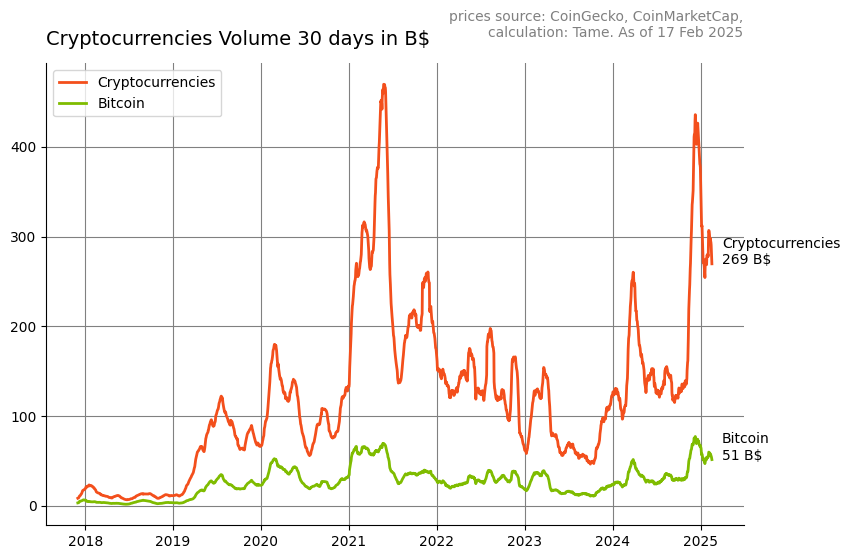 prices source: CoinGecko, CoinMarketCap,
calculation: Tame. As of 17 Feb 2025
Cryptocurrencies Volume 30 days in B$
Cryptocurrencies
Bitcoin
400
300
200
100
0
Cryptocurrencies
269 B$
Bitcoin
51 B$
2018 2019 2020 2021 2022 2023 2024 2025